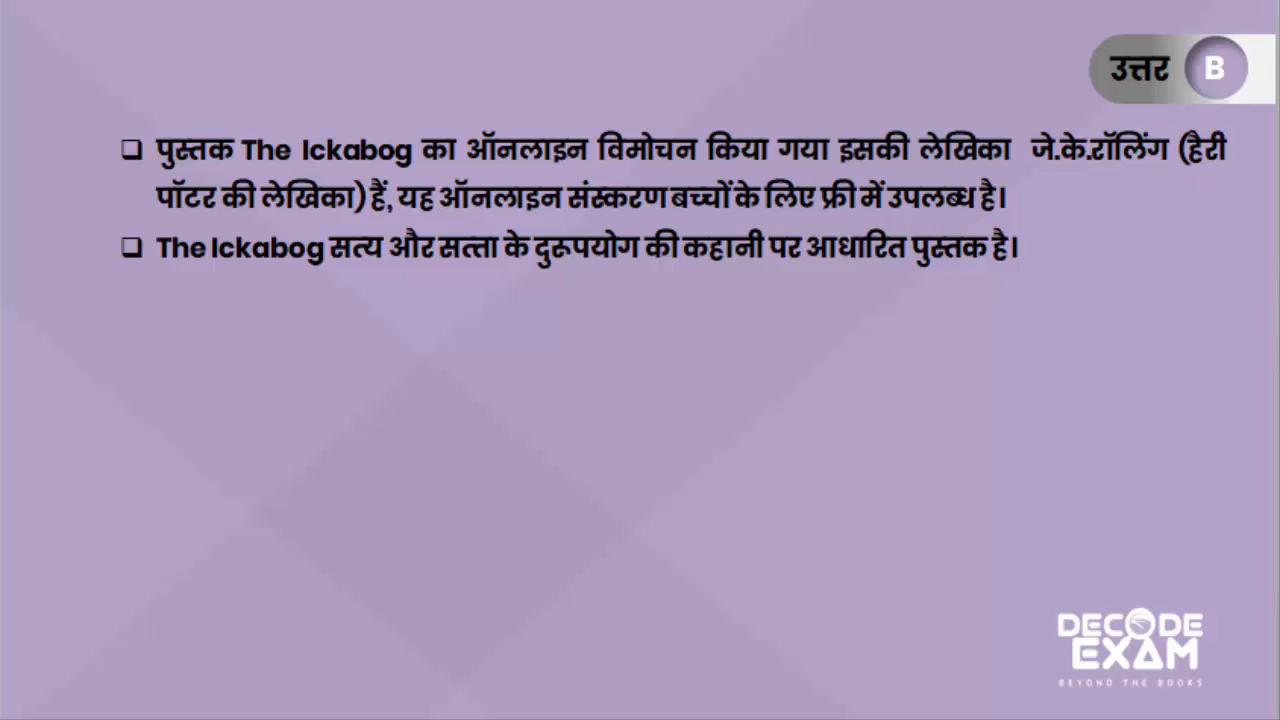 उत्तर B
❑ पुस्तक The Ickabog का ऑनलाइन विमोचन किया गया इसकी लेखिका जे.के.रॉलिंग (हैरी
पॉटर की लेखिका) हैं, यह ऑनलाइन संस्करण बच्चों के लिए फ्री में उपलब्ध है।
❑ The Ickabog सत्य और सत्ता के दुरूपयोग की कहानी पर आधारित पुस्तक है।
DECODE
EXAM
BEYOND THE BOOKS